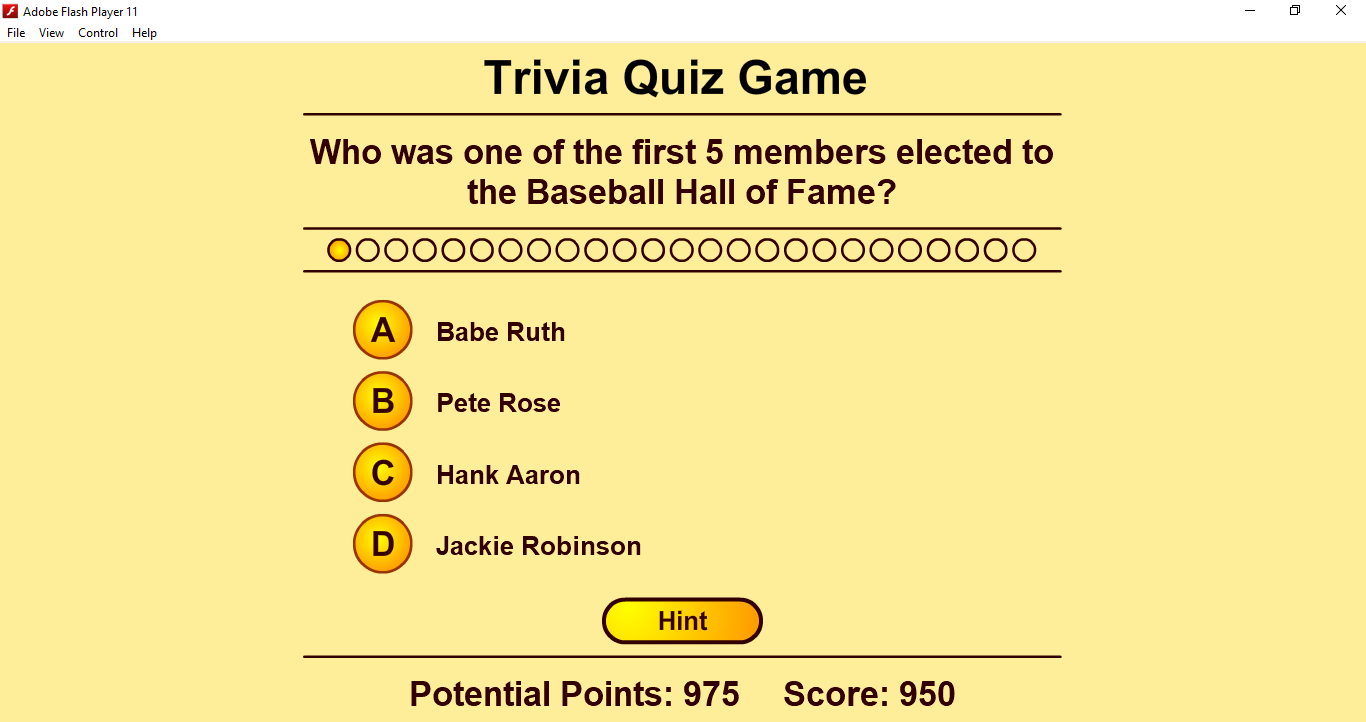 Adobe Flash Player 11
File View Control Help
Trivia Quiz Game
Who was one of the first 5 members elected to
the Baseball Hall of Fame?
A Babe Ruth
B Pete Rose
C Hank Aaron
D Jackie Robinson
Hint
Potential Points: 975 Score: 950